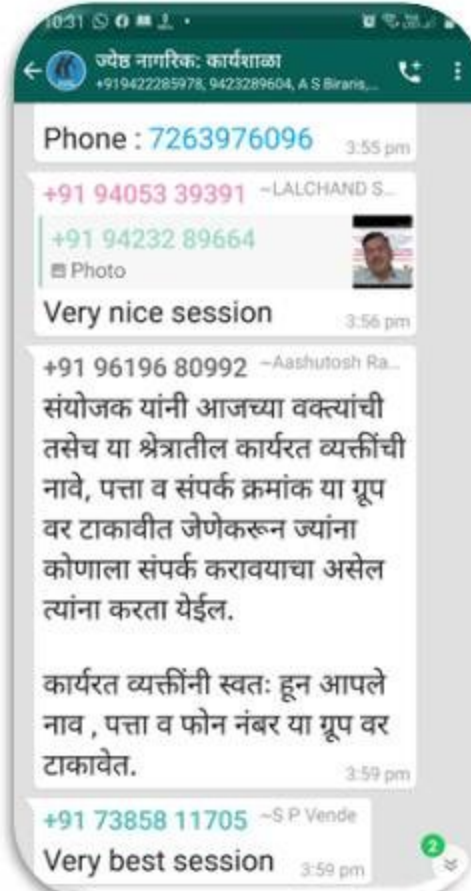 10:31
ज्येष्ठ नागरिक: कार्यशाळा
+919422285978, 9423289604, A S Biraris,...
Phone : 7263976096 3:55 pm
+91 94053 39391 ~LALCHAND S...
+91 94232 89664
Photo
Very nice session 3:56 pm
+91 96196 80992 ~Aashutosh Ra...
संयोजक यांनी आजच्या वक्त्यांची
तसेच या श्रेत्रातील कार्यरत व्यक्तींची
नावे, पत्ता व संपर्क क्रमांक या ग्रूप
वर टाकावीत जेणेकरून ज्यांना
कोणाला संपर्क करावयाचा असेल
त्यांना करता येईल.
कार्यरत व्यक्तींनी स्वतः हून आपले
नाव , पत्ता व फोन नंबर या ग्रूप वर
टाकावेत. 3:59 pm
+91 73858 11705 ~S P Vende
Very best session 3:59 pm
2